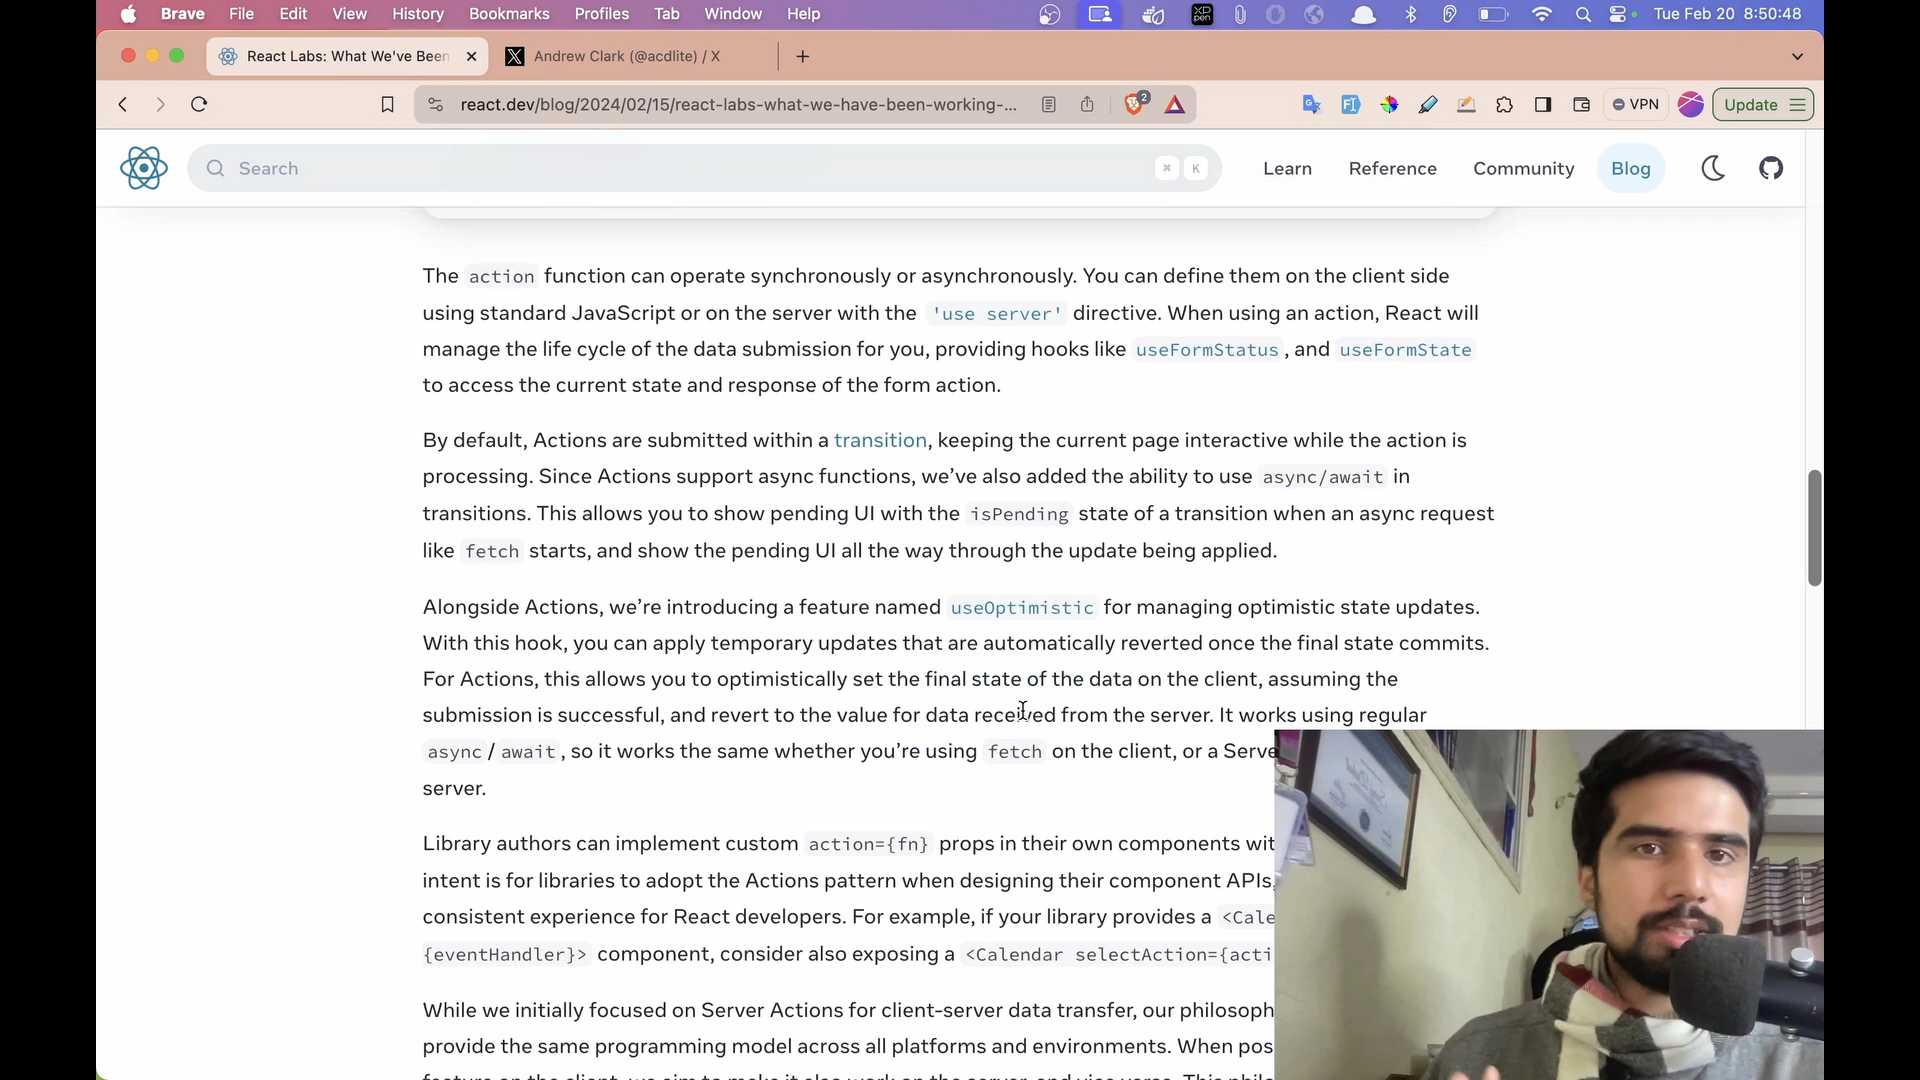 Brave File Edit View History Bookmarks Profiles Tab Window Help Tue Feb 20 8:50:48
React Labs: What We've Been
Andrew Clark (@acdlite) / X
react.dev/blog/2024/02/15/react-labs-what-we-have-been-working-...
2
VPN
Update
Search
⌘ K
Learn Reference Community Blog
The action function can operate synchronously or asynchronously. You can define them on the client side
using standard JavaScript or on the server with the 'use server' directive. When using an action, React will
manage the life cycle of the data submission for you, providing hooks like useFormStatus, and useFormState
to access the current state and response of the form action.
By default, Actions are submitted within a transition, keeping the current page interactive while the action is
processing. Since Actions support async functions, we've also added the ability to use async/await in
transitions. This allows you to show pending UI with the isPending state of a transition when an async request
like fetch starts, and show the pending UI all the way through the update being applied.
Alongside Actions, we're introducing a feature named useOptimistic for managing optimistic state updates.
With this hook, you can apply temporary updates that are automatically reverted once the final state commits.
For Actions, this allows you to optimistically set the final state of the data on the client, assuming the
submission is successful, and revert to the value for data received from the server. It works using regular
async/await, so it works the same whether you're using fetch on the client, or a Serve
server.
Library authors can implement custom action={fn} props in their own components wit
intent is for libraries to adopt the Actions pattern when designing their component APIs,
consistent experience for React developers. For example, if your library provides a <Cale
{eventHandler}> component, consider also exposing a <Calendar selectAction={acti
While we initially focused on Server Actions for client-server data transfer, our philosoph
provide the same programming model across all platforms and environments. When pos